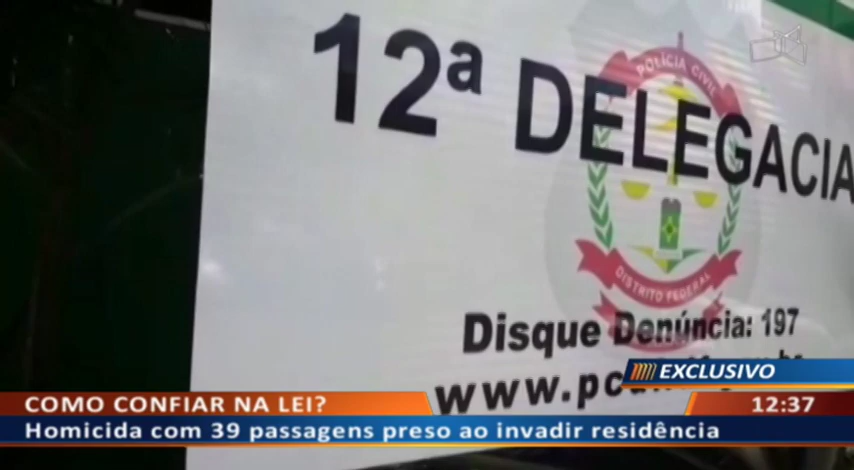 12ª DELEGACIA
POLÍCIA CIVIL
DISTRITO FEDERAL
Disque Denúncia: 197
EXCLUSIVO
COMO CONFIAR NA LEI?
12:37
Homicida com 39 passagens preso ao invadir residência